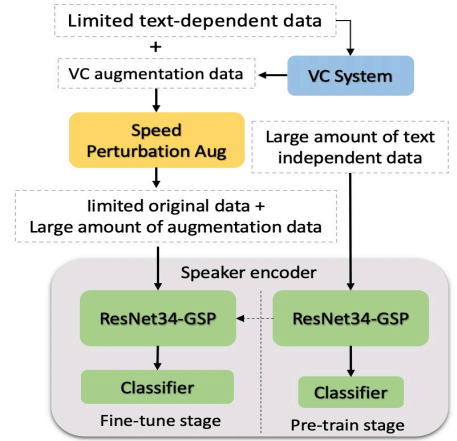 Limited text-dependent data
+
VC augmentation data
VC System
Speed
Perturbation Aug
Large amount of text
independent data
limited original data +
Large amount of augmentation data
Speaker encoder
ResNet34-GSP
ResNet34-GSP
Classifier
Classifier
Fine-tune stage
Pre-train stage